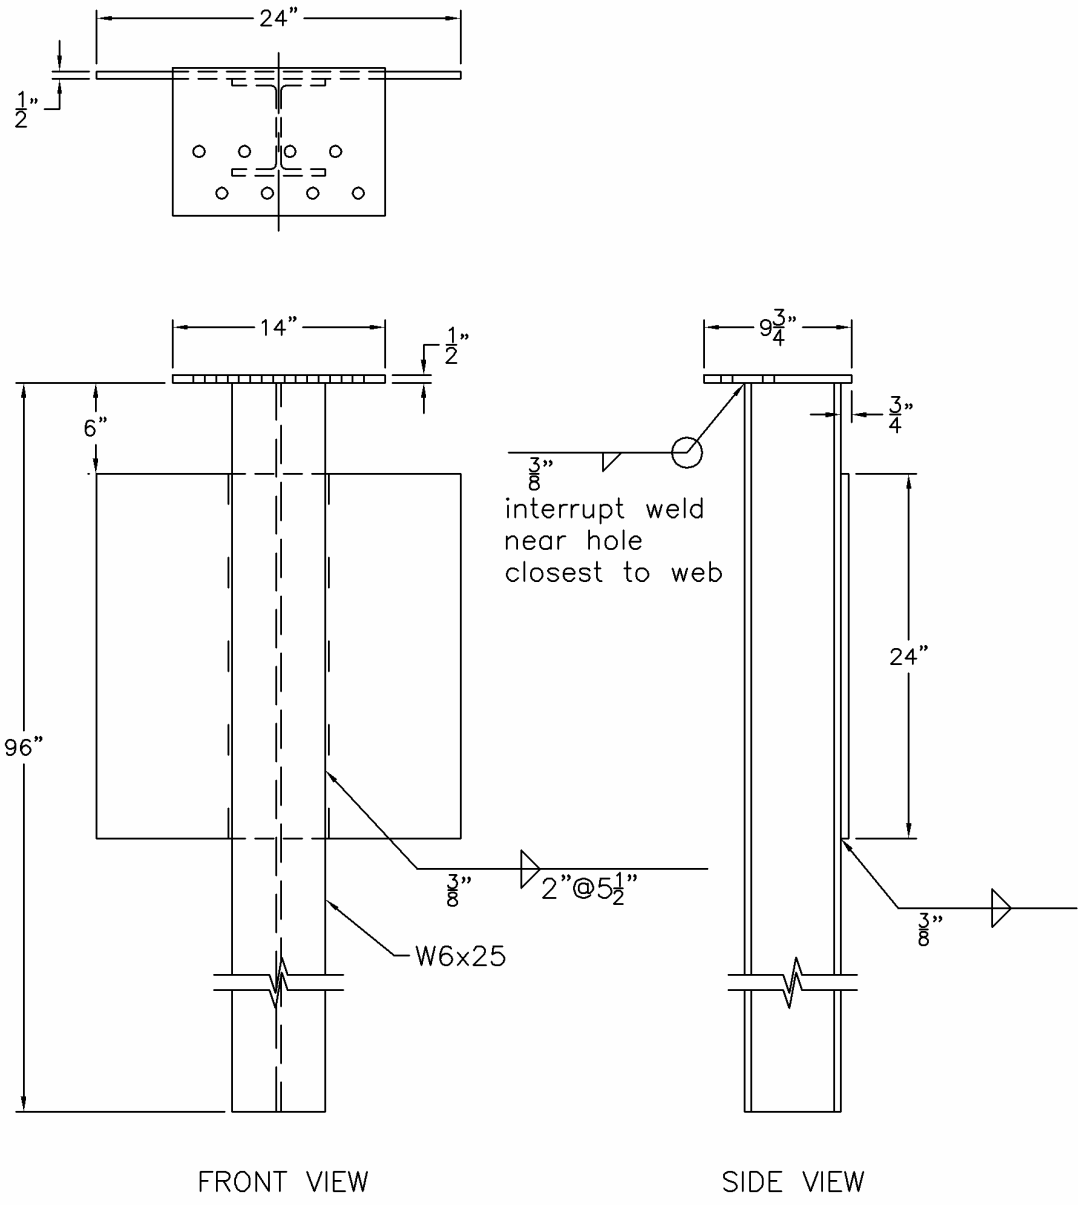 24”
1/2”
14”
1/2”
9 3/4”
6”
3/4”
3/8”
interrupt weld
near hole
closest to web
24”
96”
3/8”
2”@5 1/2”
3/8”
W6x25
FRONT VIEW
SIDE VIEW